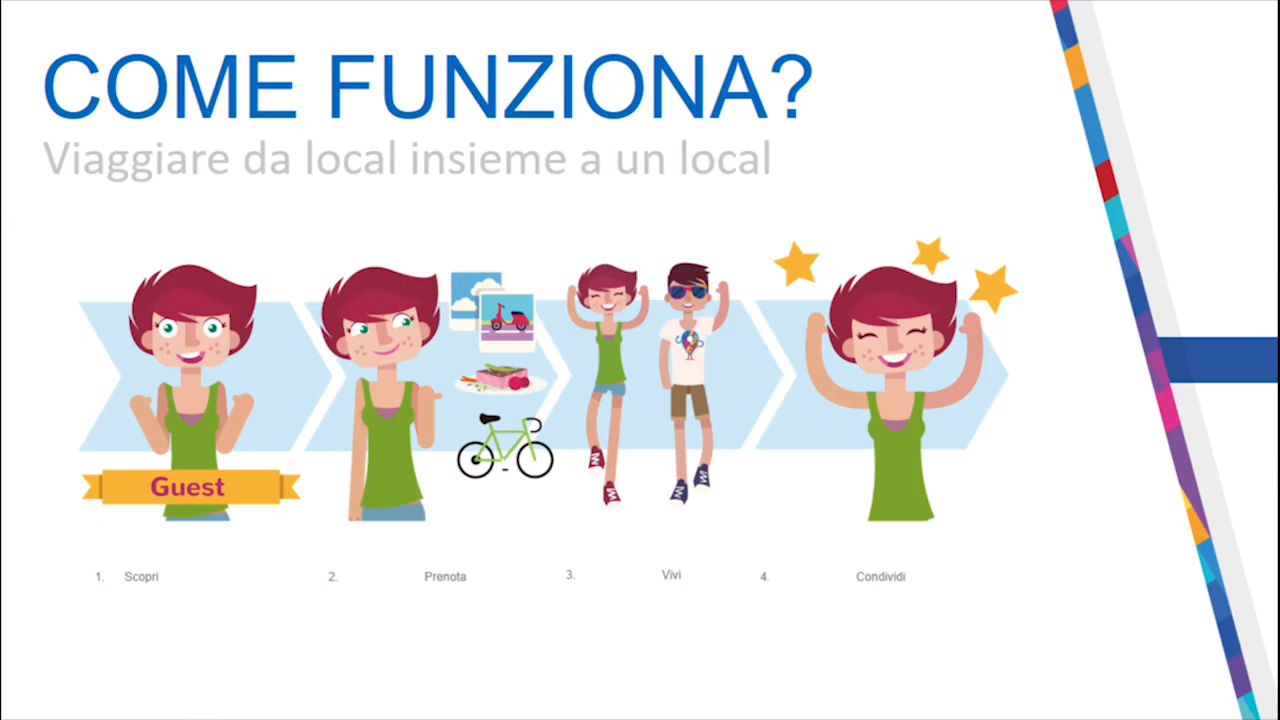 COME FUNZIONA?
Viaggiare da local insieme a un local
Guest
1. Scopri
2. Prenota
3. Vivi
4. Condividi